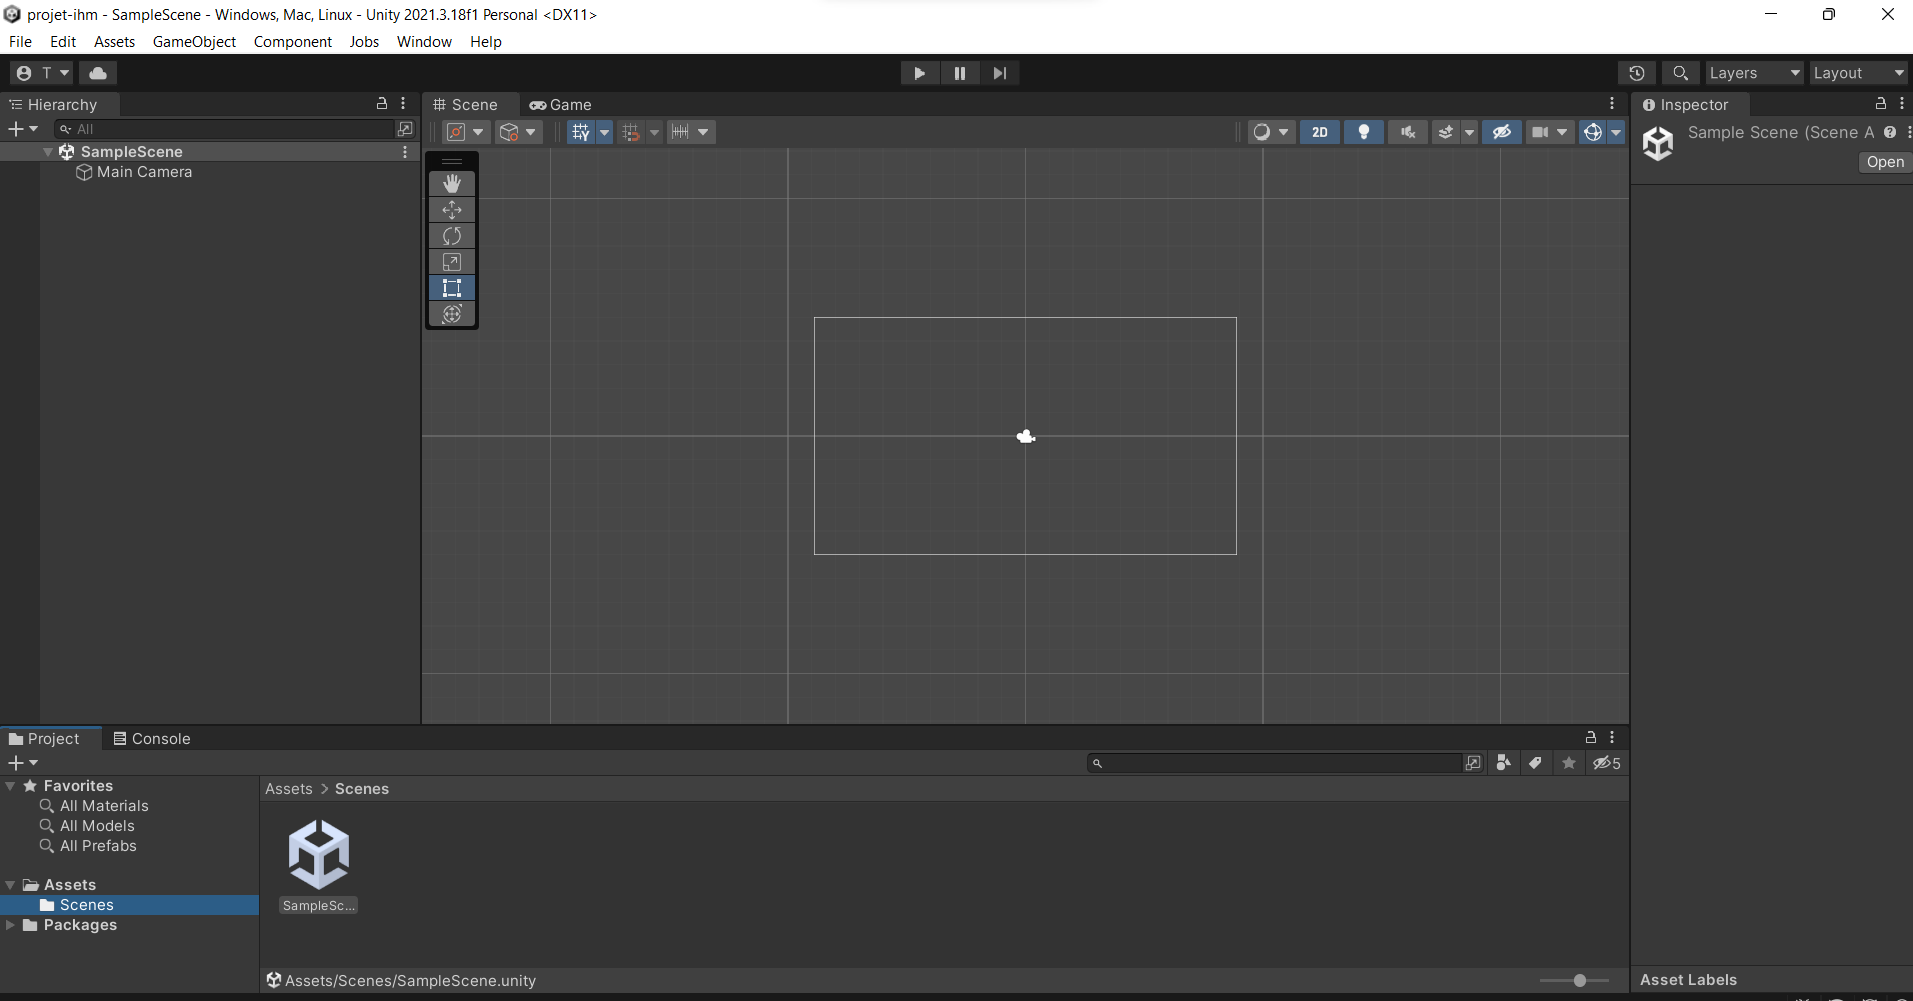 projet-ihm - SampleScene - Windows, Mac, Linux - Unity 2021.3.18f1 Personal <DX11>
File Edit Assets GameObject Component Jobs Window Help
T Layers Layout
Hierarchy Scene Game Inspector
All 2D Sample Scene (Scene A
SampleScene
Open
Main Camera
Project Console
5
Favorites Assets > Scenes
All Materials
All Models
All Prefabs
Assets
Scenes SampleSc...
Packages
Assets/Scenes/SampleScene.unity Asset Labels